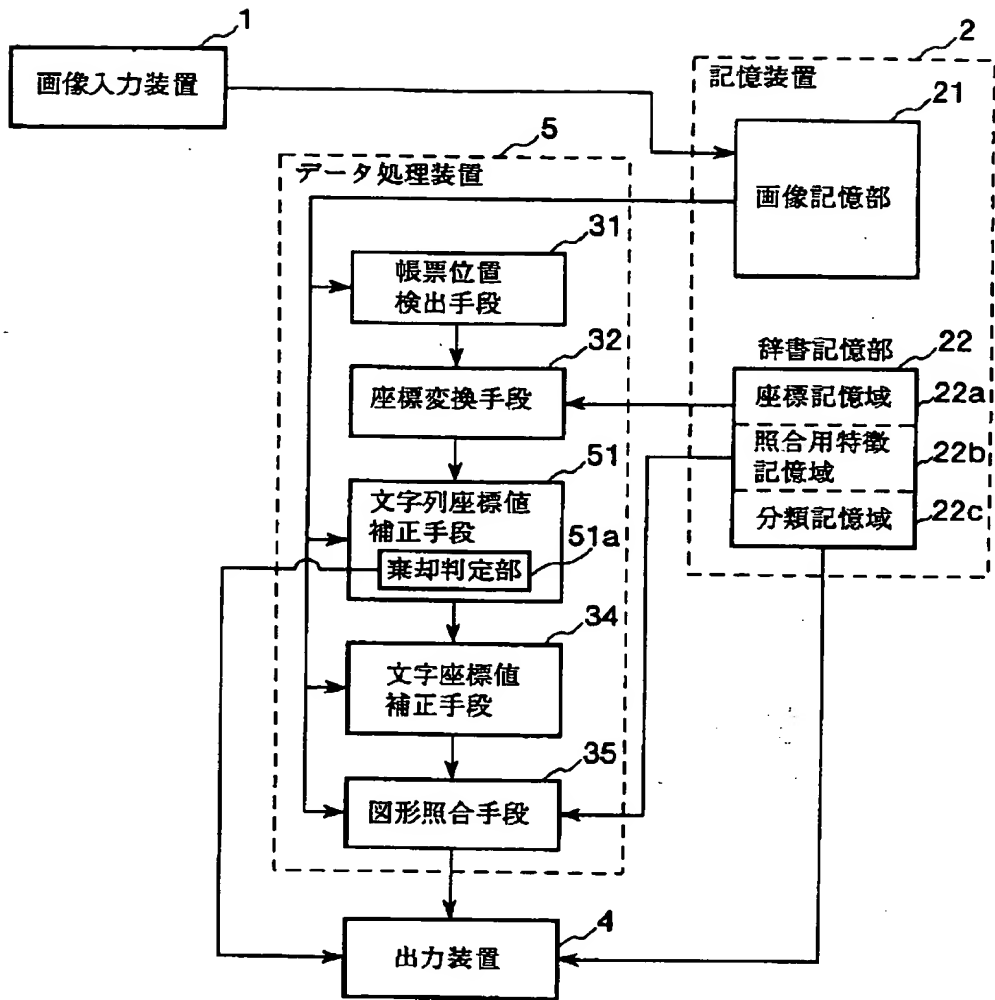 1
画像入力装置
2
記憶装置
21
画像記憶部
5
データ処理装置
31
帳票位置
検出手段
32
座標変換手段
辞書記憶部
22
座標記憶域
22a
照合用特徴
記憶域
22b
分類記憶域
22c
51
文字列座標値
補正手段
51a
棄却判定部
34
文字座標値
補正手段
35
図形照合手段
4
出力装置